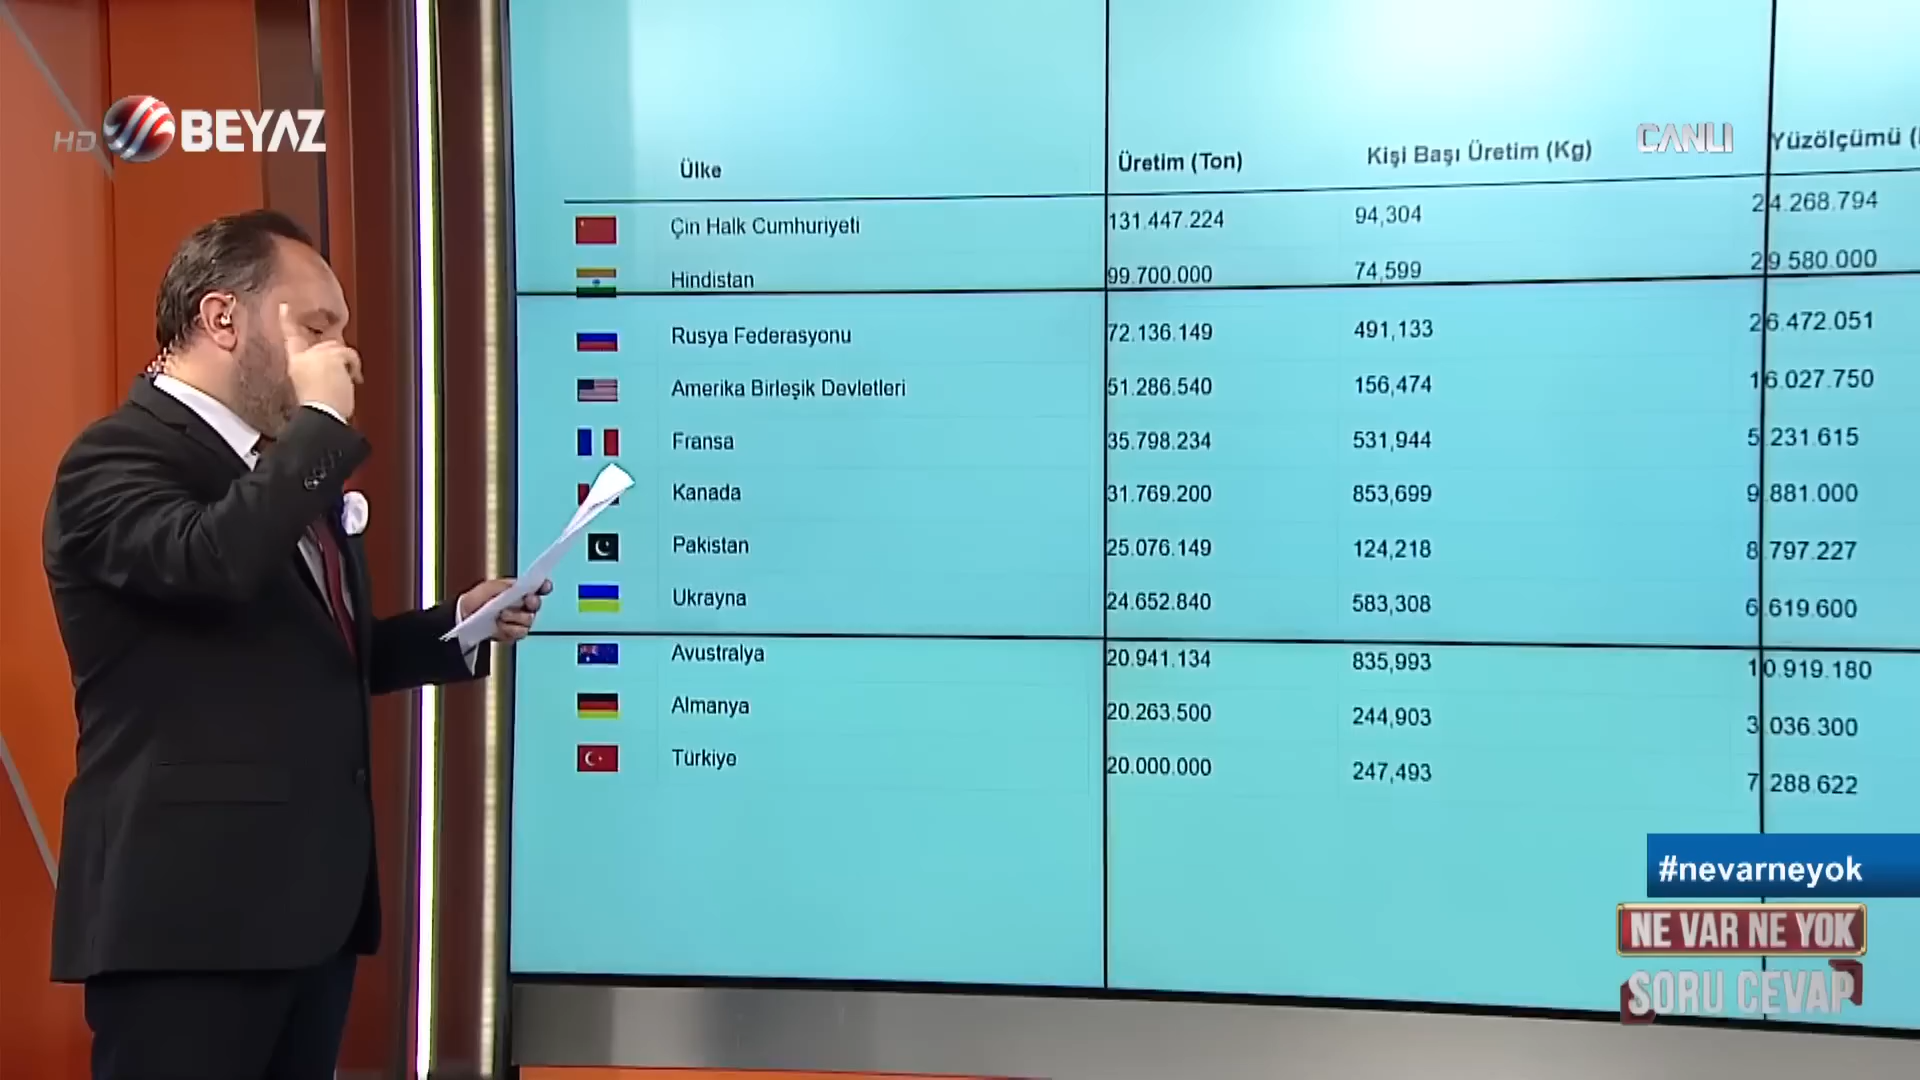 HD BEYAZ
CANLI
Ülke Üretim (Ton) Kişi Başı Üretim (Kg) Yüzölçümü (
Çin Halk Cumhuriyeti 131.447.224 94,304 24.268.794
Hindistan 99.700.000 74,599 29.580.000
Rusya Federasyonu 72.136.149 491,133 26.472.051
Amerika Birleşik Devletleri 51.286.540 156,474 16.027.750
Fransa 35.798.234 531,944 5.231.615
Kanada 31.769.200 853,699 9.881.000
Pakistan 25.076.149 124,218 8.797.227
Ukrayna 24.652.840 583,308 6.619.600
Avustralya 20.941.134 835,993 10.919.180
Almanya 20.263.500 244,903 3.036.300
Türkiye 20.000.000 247,493 7.288.622
#nevarneyok
NE VAR NE YOK
SORU CEVAP